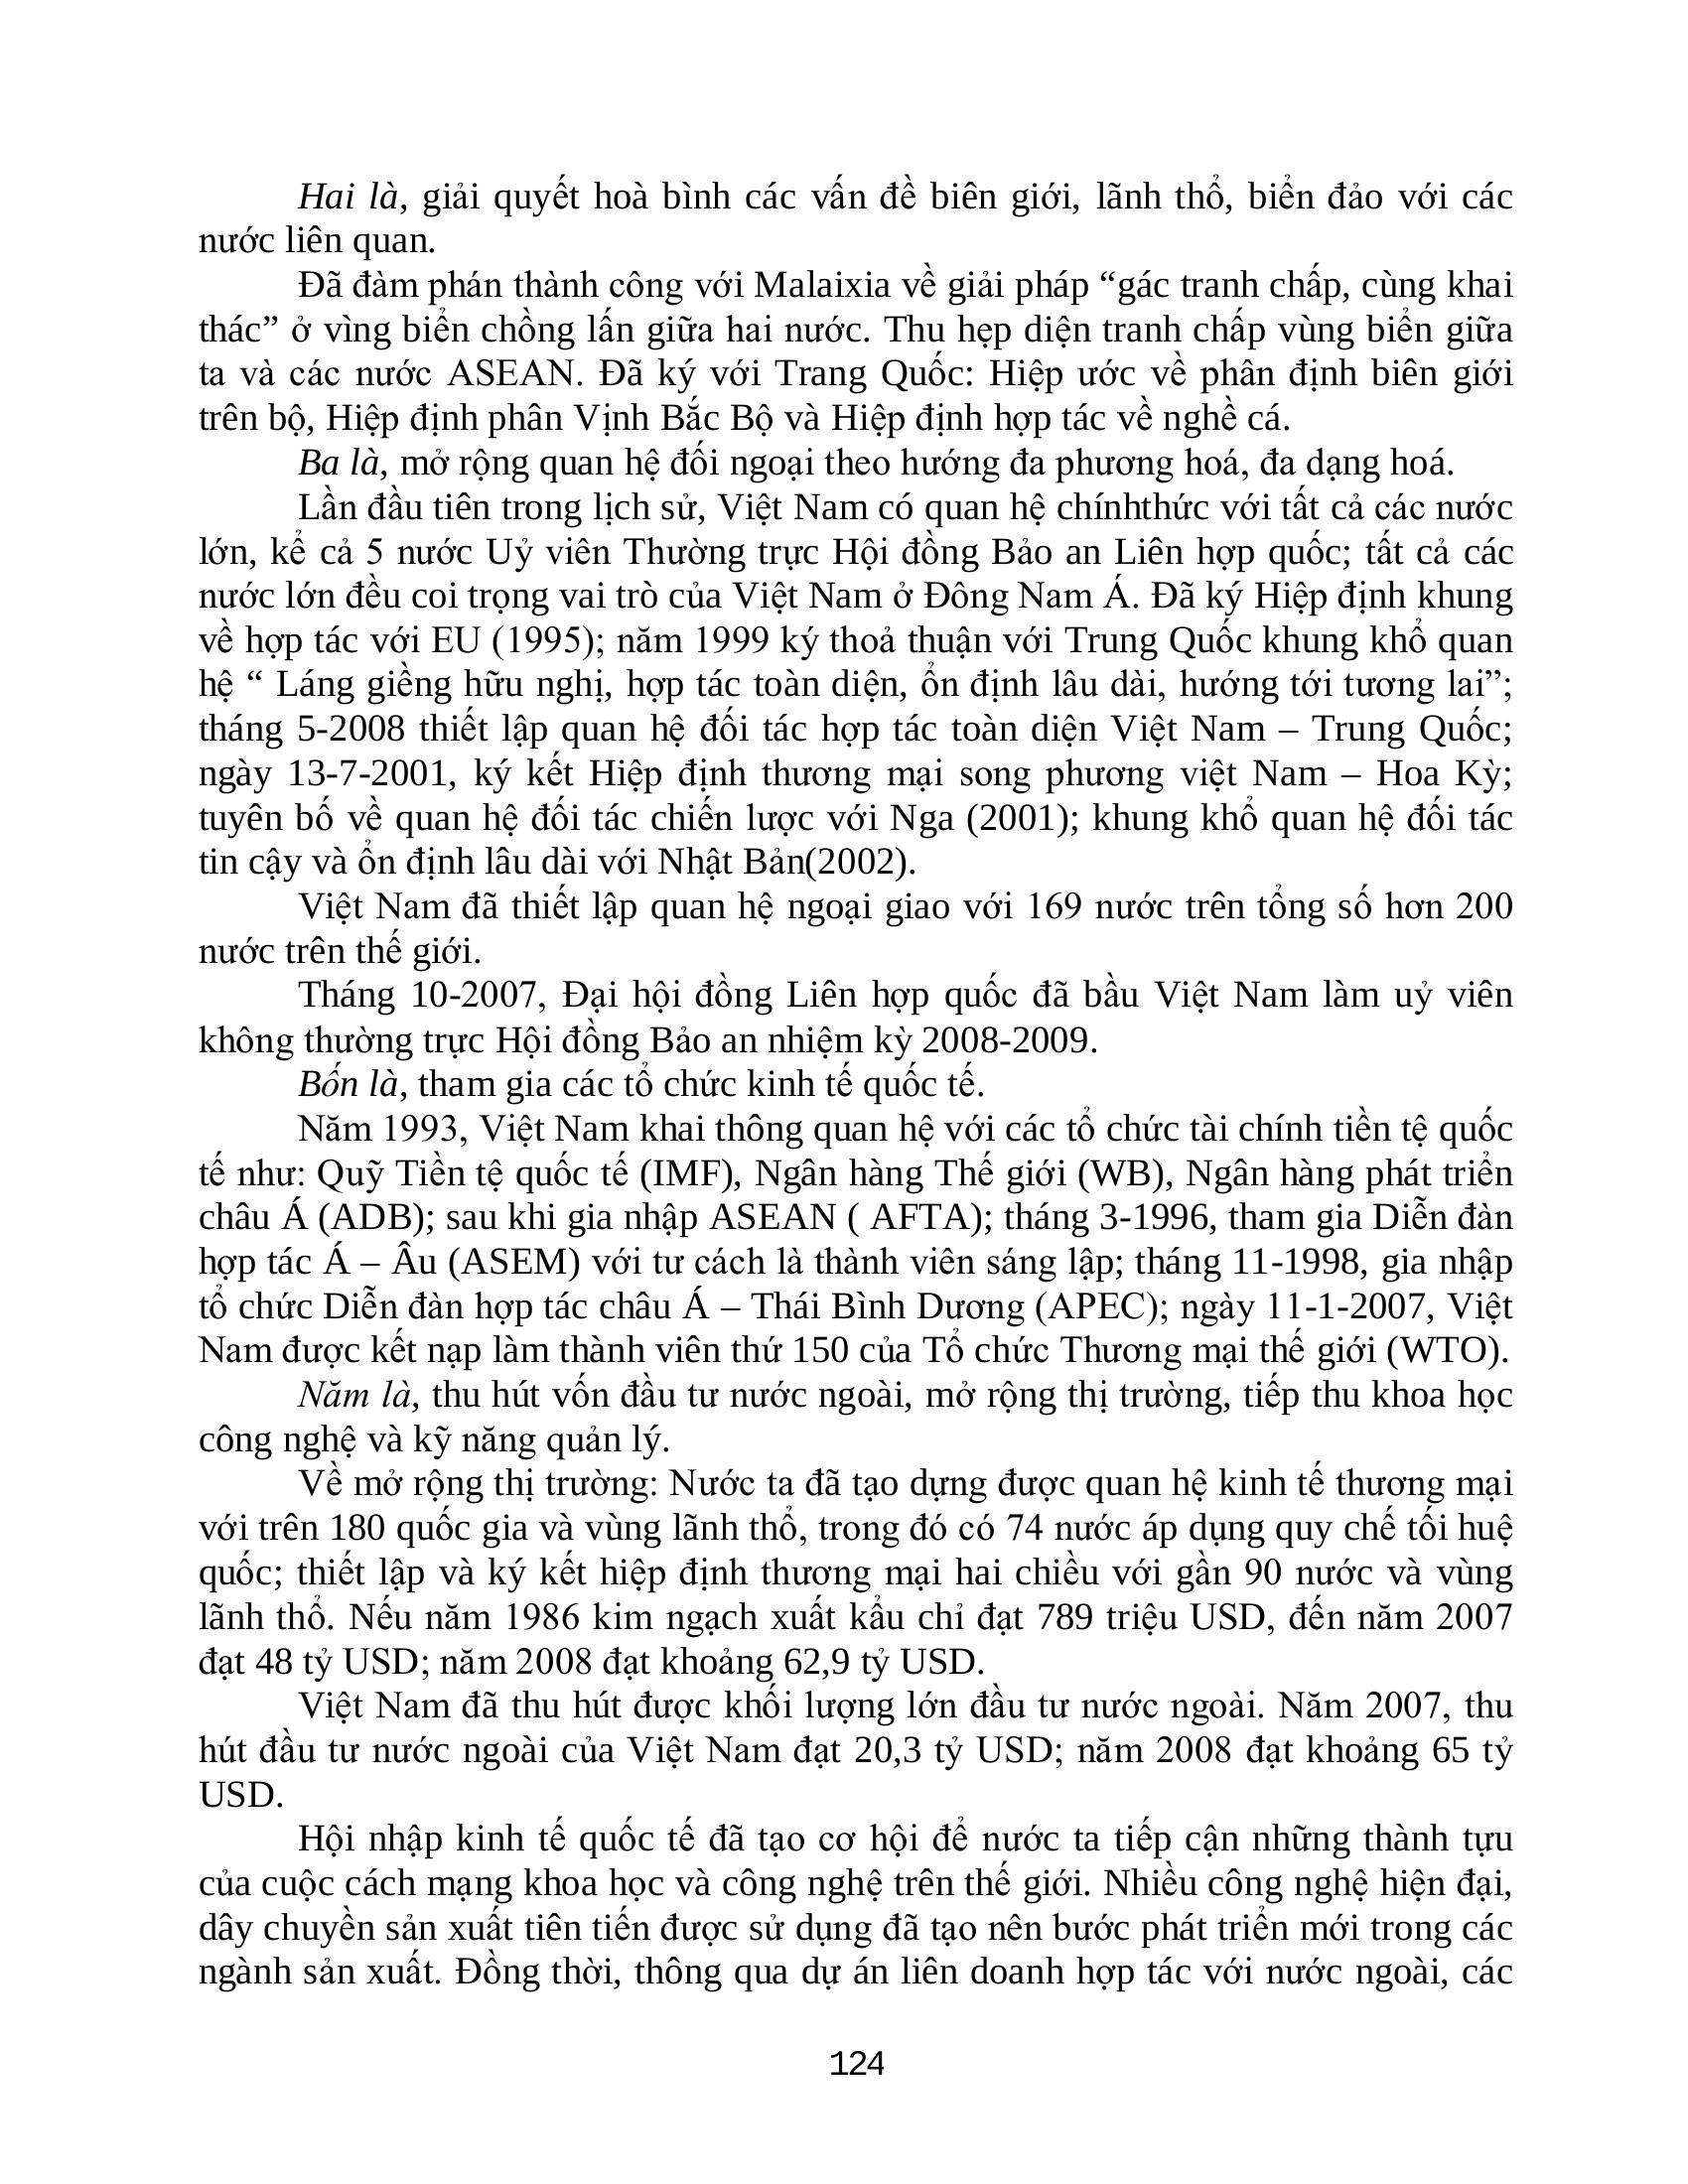 Hai là, giải quyết hoà bình các vấn đề biên giới, lãnh thổ, biển đảo với các
nước liên quan.
Đã đàm phán thành công với Malaixia về giải pháp “gác tranh chấp, cùng khai
thác” ở vìng biển chồng lấn giữa hai nước. Thu hẹp diện tranh chấp vùng biển giữa
ta và các nước ASEAN. Đã ký với Trang Quốc: Hiệp ước về phân định biên giới
trên bộ, Hiệp định phân Vịnh Bắc Bộ và Hiệp định hợp tác về nghề cá.
Ba là, mở rộng quan hệ đối ngoại theo hướng đa phương hoá, đa dạng hoá.
Lần đầu tiên trong lịch sử, Việt Nam có quan hệ chínhthức với tất cả các nước
lớn, kể cả 5 nước Uỷ viên Thường trực Hội đồng Bảo an Liên hợp quốc; tất cả các
nước lớn đều coi trọng vai trò của Việt Nam ở Đông Nam Á. Đã ký Hiệp định khung
về hợp tác với EU (1995); năm 1999 ký thoả thuận với Trung Quốc khung khổ quan
hệ “ Láng giềng hữu nghị, hợp tác toàn diện, ổn định lâu dài, hướng tới tương lai”;
tháng 5-2008 thiết lập quan hệ đối tác hợp tác toàn diện Việt Nam – Trung Quốc;
ngày 13-7-2001, ký kết Hiệp định thương mại song phương việt Nam – Hoa Kỳ;
tuyên bố về quan hệ đối tác chiến lược với Nga (2001); khung khổ quan hệ đối tác
tin cậy và ổn định lâu dài với Nhật Bản(2002).
Việt Nam đã thiết lập quan hệ ngoại giao với 169 nước trên tổng số hơn 200
nước trên thế giới.
Tháng 10-2007, Đại hội đồng Liên hợp quốc đã bầu Việt Nam làm uỷ viên
không thường trực Hội đồng Bảo an nhiệm kỳ 2008-2009.
Bốn là, tham gia các tổ chức kinh tế quốc tế.
Năm 1993, Việt Nam khai thông quan hệ với các tổ chức tài chính tiền tệ quốc
tế như: Quỹ Tiền tệ quốc tế (IMF), Ngân hàng Thế giới (WB), Ngân hàng phát triển
châu Á (ADB); sau khi gia nhập ASEAN ( AFTA); tháng 3-1996, tham gia Diễn đàn
hợp tác Á – Âu (ASEM) với tư cách là thành viên sáng lập; tháng 11-1998, gia nhập
tổ chức Diễn đàn hợp tác châu Á – Thái Bình Dương (APEC); ngày 11-1-2007, Việt
Nam được kết nạp làm thành viên thứ 150 của Tổ chức Thương mại thế giới (WTO).
Năm là, thu hút vốn đầu tư nước ngoài, mở rộng thị trường, tiếp thu khoa học
công nghệ và kỹ năng quản lý.
Về mở rộng thị trường: Nước ta đã tạo dựng được quan hệ kinh tế thương mại
với trên 180 quốc gia và vùng lãnh thổ, trong đó có 74 nước áp dụng quy chế tối huệ
quốc; thiết lập và ký kết hiệp định thương mại hai chiều với gần 90 nước và vùng
lãnh thổ. Nếu năm 1986 kim ngạch xuất kẩu chỉ đạt 789 triệu USD, đến năm 2007
đạt 48 tỷ USD; năm 2008 đạt khoảng 62,9 tỷ USD.
Việt Nam đã thu hút được khối lượng lớn đầu tư nước ngoài. Năm 2007, thu
hút đầu tư nước ngoài của Việt Nam đạt 20,3 tỷ USD; năm 2008 đạt khoảng 65 tỷ
USD.
Hội nhập kinh tế quốc tế đã tạo cơ hội để nước ta tiếp cận những thành tựu
của cuộc cách mạng khoa học và công nghệ trên thế giới. Nhiều công nghệ hiện đại,
dây chuyền sản xuất tiên tiến được sử dụng đã tạo nên bước phát triển mới trong các
ngành sản xuất. Đồng thời, thông qua dự án liên doanh hợp tác với nước ngoài, các
124